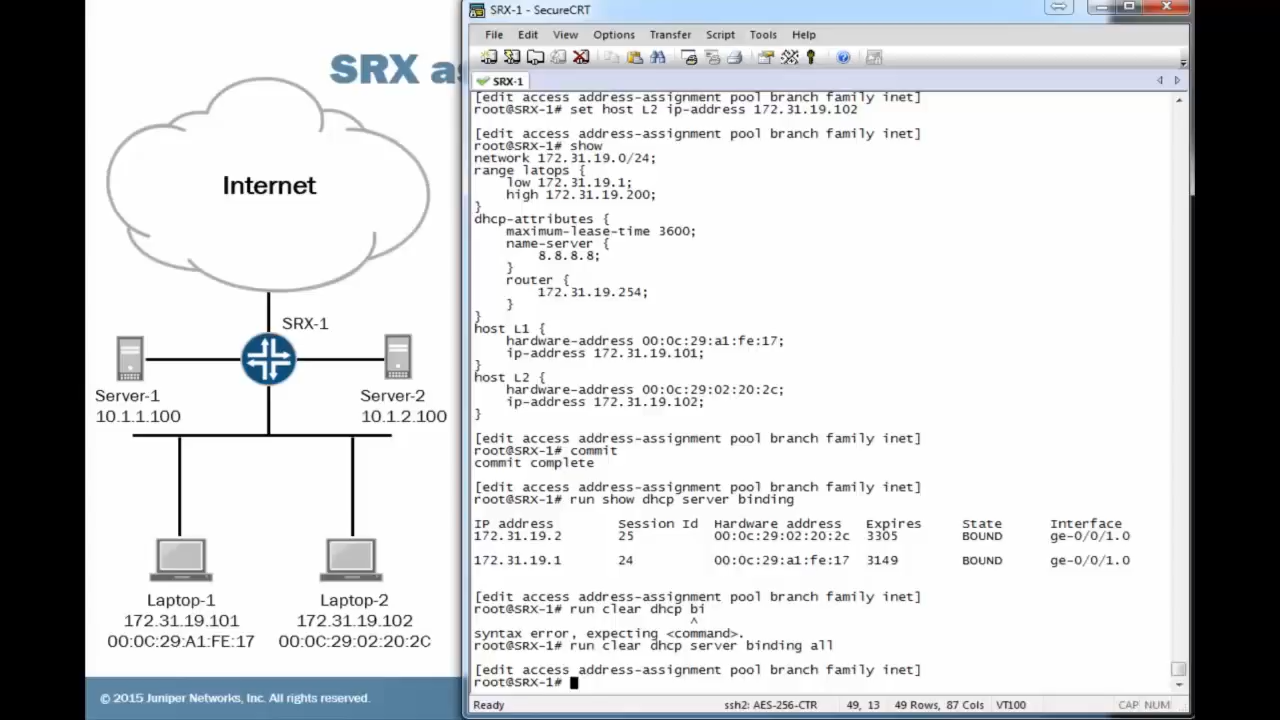 SRX as
Internet
SRX-1
Server-1
10.1.1.100
Server-2
10.1.2.100
Laptop-1
172.31.19.101
00:0C:29:A1:FE:17
Laptop-2
172.31.19.102
00:0C:29:02:20:2C
© 2015 Juniper Networks, Inc. All rights reserved.
SRX-1 - SecureCRT
File Edit View Options Transfer Script Tools Help
SRX-1
[edit access address-assignment pool branch family inet]
root@SRX-1# set host L2 ip-address 172.31.19.102
[edit access address-assignment pool branch family inet]
root@SRX-1# show
network 172.31.19.0/24;
range latops {
low 172.31.19.1;
high 172.31.19.200;
}
dhcp-attributes {
maximum-lease-time 3600;
name-server {
8.8.8.8;
}
router {
172.31.19.254;
}
}
host L1 {
hardware-address 00:0c:29:a1:fe:17;
ip-address 172.31.19.101;
}
host L2 {
hardware-address 00:0c:29:02:20:2c;
ip-address 172.31.19.102;
}
[edit access address-assignment pool branch family inet]
root@SRX-1# commit
commit complete
[edit access address-assignment pool branch family inet]
root@SRX-1# run show dhcp server binding
IP address Session Id Hardware address Expires State Interface
172.31.19.2 25 00:0c:29:02:20:2c 3305 BOUND ge-0/0/1.0
172.31.19.1 24 00:0c:29:a1:fe:17 3149 BOUND ge-0/0/1.0
[edit access address-assignment pool branch family inet]
root@SRX-1# run clear dhcp bi
^
syntax error, expecting <command>.
root@SRX-1# run clear dhcp server binding all
[edit access address-assignment pool branch family inet]
root@SRX-1#
Ready ssh2: AES-256-CTR 49, 13 49 Rows, 87 Cols VT100 CAP NUM